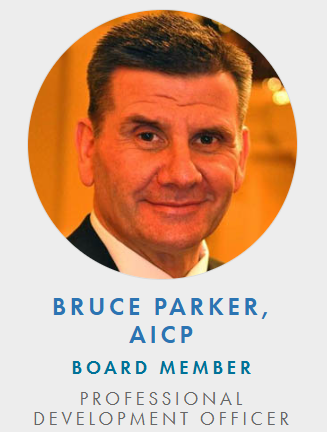 BRUCE PARKER,
AICP
BOARD MEMBER
PROFESSIONAL
DEVELOPMENT OFFICER